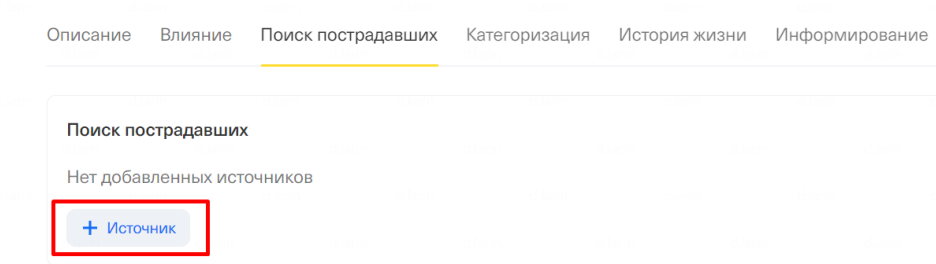 Описание Влияние Поиск пострадавших Категоризация История жизни Информирование
Поиск пострадавших
Нет добавленных источников
+ Источник